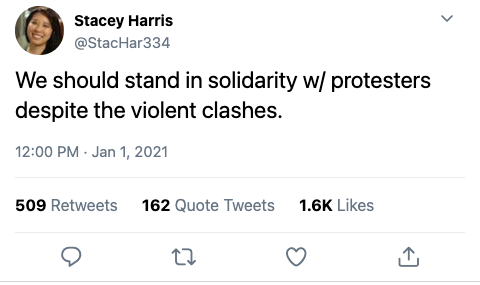 Stacey Harris
@StacHar334
We should stand in solidarity w/ protesters
despite the violent clashes.
12:00 PM · Jan 1, 2021
509 Retweets 162 Quote Tweets 1.6K Likes